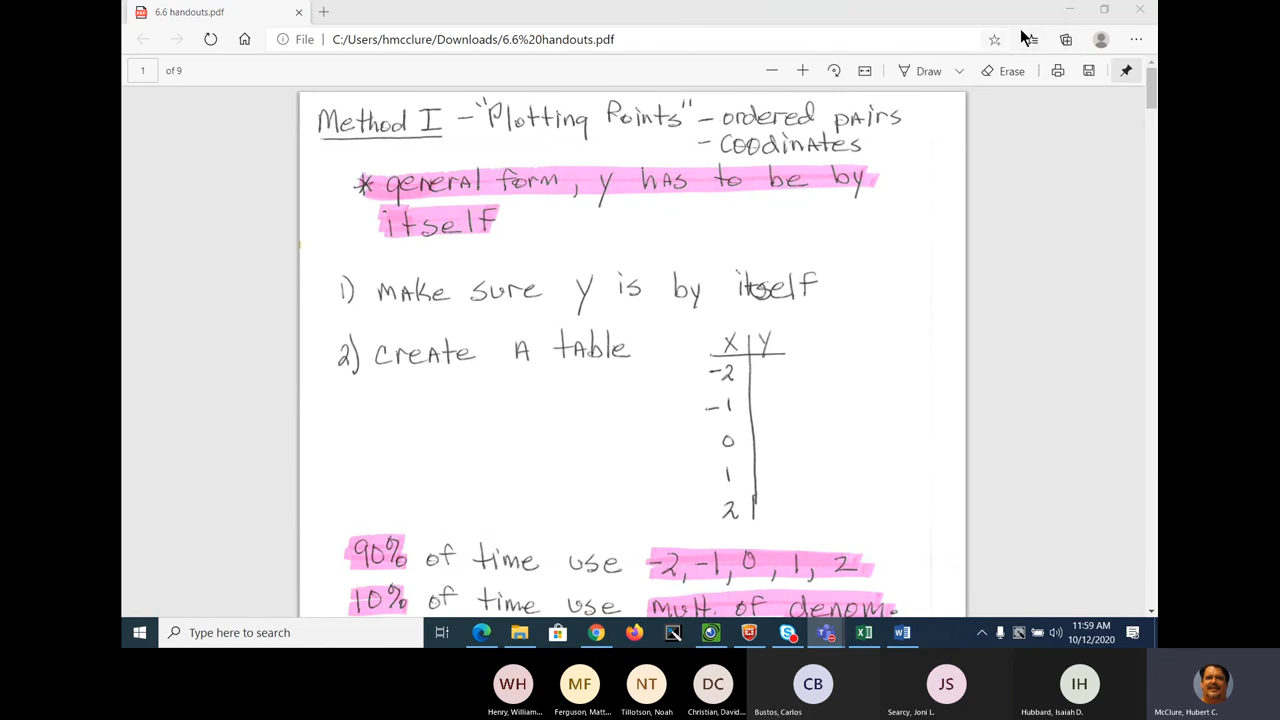 6.6 handouts.pdf
File | C:/Users/hmcclure/Downloads/6.6%20handouts.pdf
1 of 9 Draw Erase
Method I - "Plotting Points" - ordered pairs
- coodinates
* general form, y has to be by
itself
1) make sure y is by itself
2) create a table
X Y
-2
-1
0
1
2
90% of time use -2, -1, 0, 1, 2
10% of time use mult. of denom.
Type here to search
11:59 AM
10/12/2020
WH MF NT DC CB JS IH
Henry, William... Ferguson, Matt... Tillotson, Noah Christian, David... Bustos, Carlos Searcy, Joni L. Hubbard, Isaiah D. McClure, Hubert C.